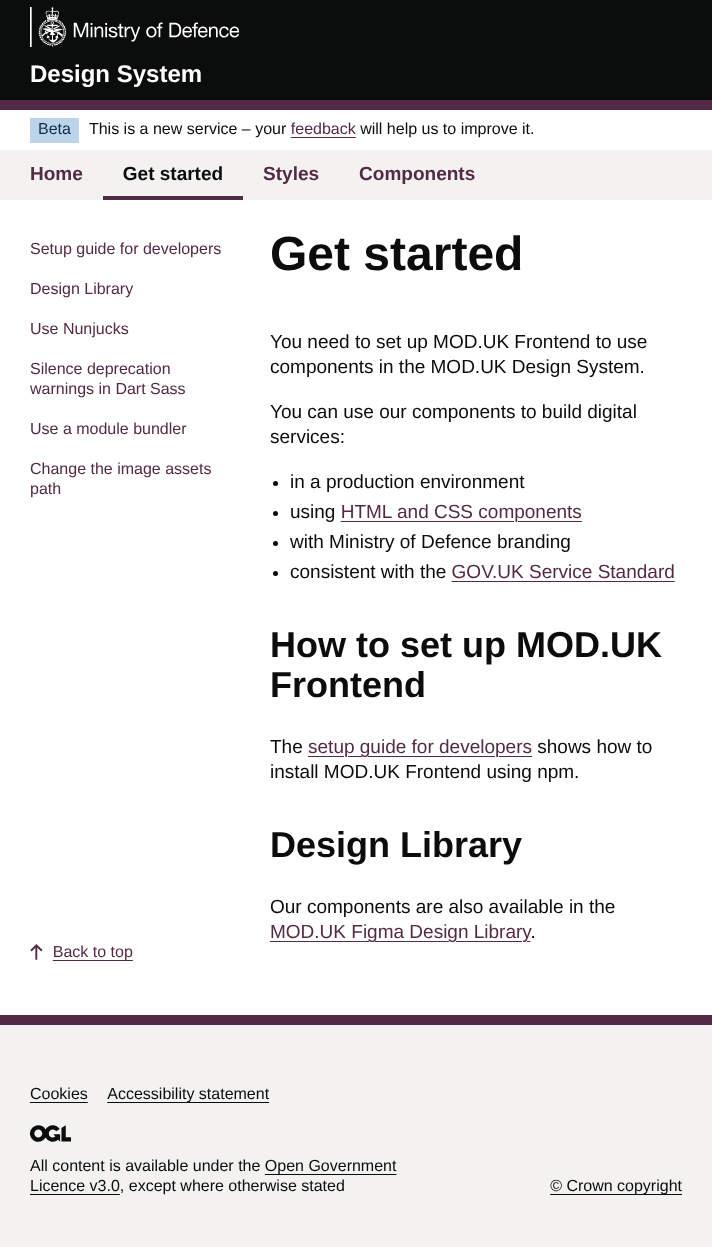 Ministry of Defence
Design System
Beta This is a new service – your feedback will help us to improve it.
Home Get started Styles Components
Setup guide for developers
Design Library
Use Nunjucks
Silence deprecation
warnings in Dart Sass
Use a module bundler
Change the image assets
path
Get started
You need to set up MOD.UK Frontend to use
components in the MOD.UK Design System.
You can use our components to build digital
services:
• in a production environment
• using HTML and CSS components
• with Ministry of Defence branding
• consistent with the GOV.UK Service Standard
How to set up MOD.UK
Frontend
The setup guide for developers shows how to
install MOD.UK Frontend using npm.
Design Library
Our components are also available in the
MOD.UK Figma Design Library.
Back to top
Cookies Accessibility statement
OGL
All content is available under the Open Government
Licence v3.0, except where otherwise stated
© Crown copyright